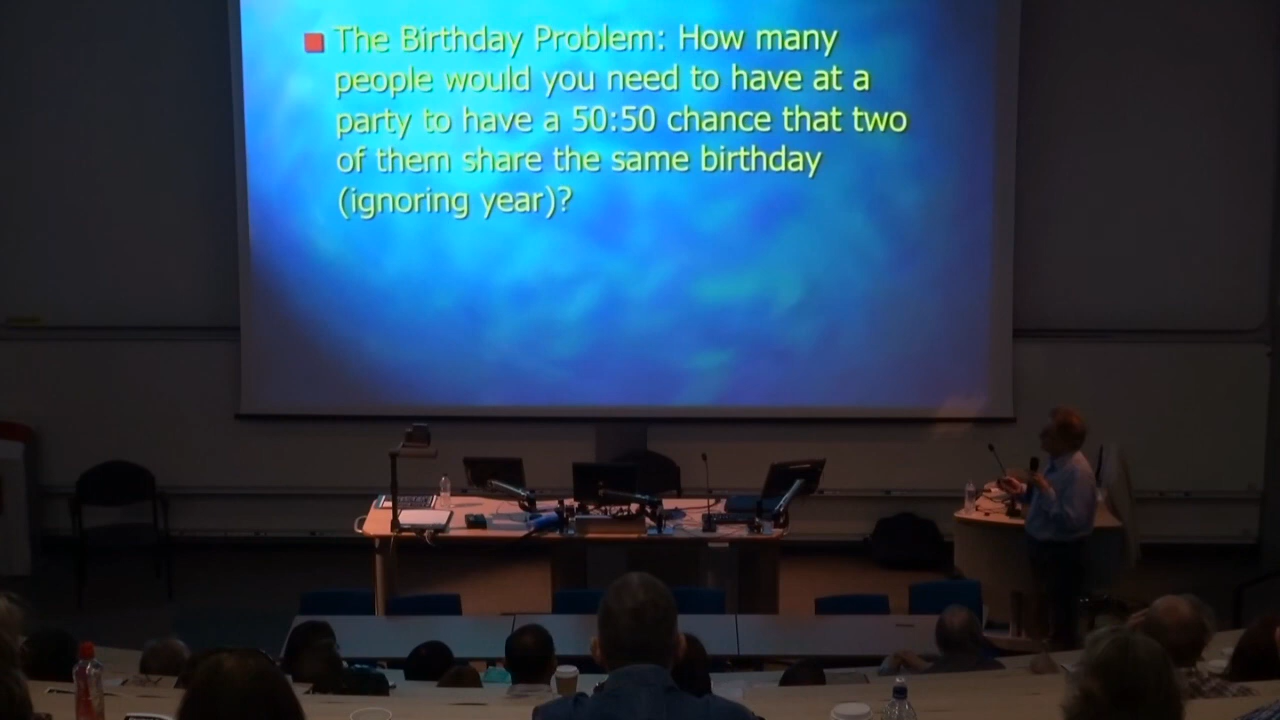 The Birthday Problem: How many
people would you need to have at a
party to have a 50:50 chance that two
of them share the same birthday
(ignoring year)?